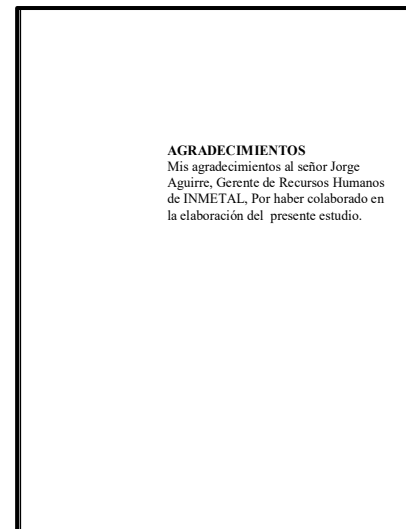 AGRADECIMIENTOS
Mis agradecimientos al señor Jorge
Aguirre, Gerente de Recursos Humanos
de INMETAL, Por haber colaborado en
la elaboración del presente estudio.